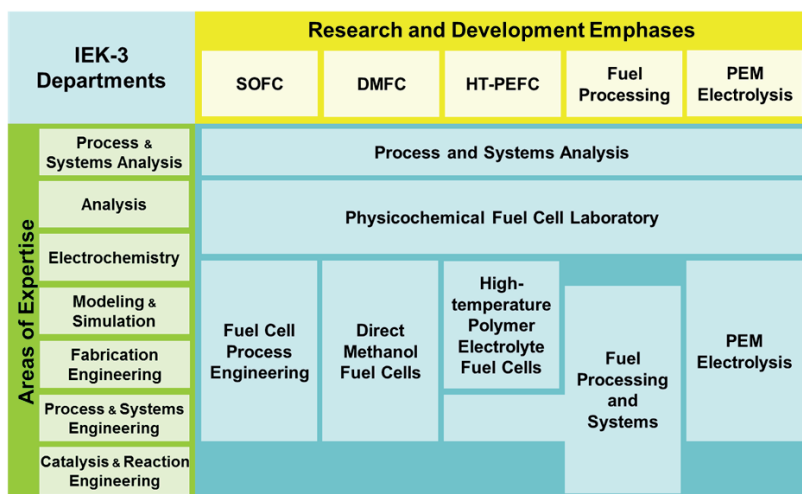 IEK-3
Departments
Research and Development Emphases
SOFC
DMFC
HT-PEFC
Fuel
Processing
PEM
Electrolysis
Areas of Expertise
Process &
Systems Analysis
Analysis
Electrochemistry
Modeling &
Simulation
Fabrication
Engineering
Process & Systems
Engineering
Catalysis & Reaction
Engineering
Process and Systems Analysis
Physicochemical Fuel Cell Laboratory
Fuel Cell
Process
Engineering
Direct
Methanol
Fuel Cells
High-
temperature
Polymer
Electrolyte
Fuel Cells
Fuel
Processing
and
Systems
PEM
Electrolysis